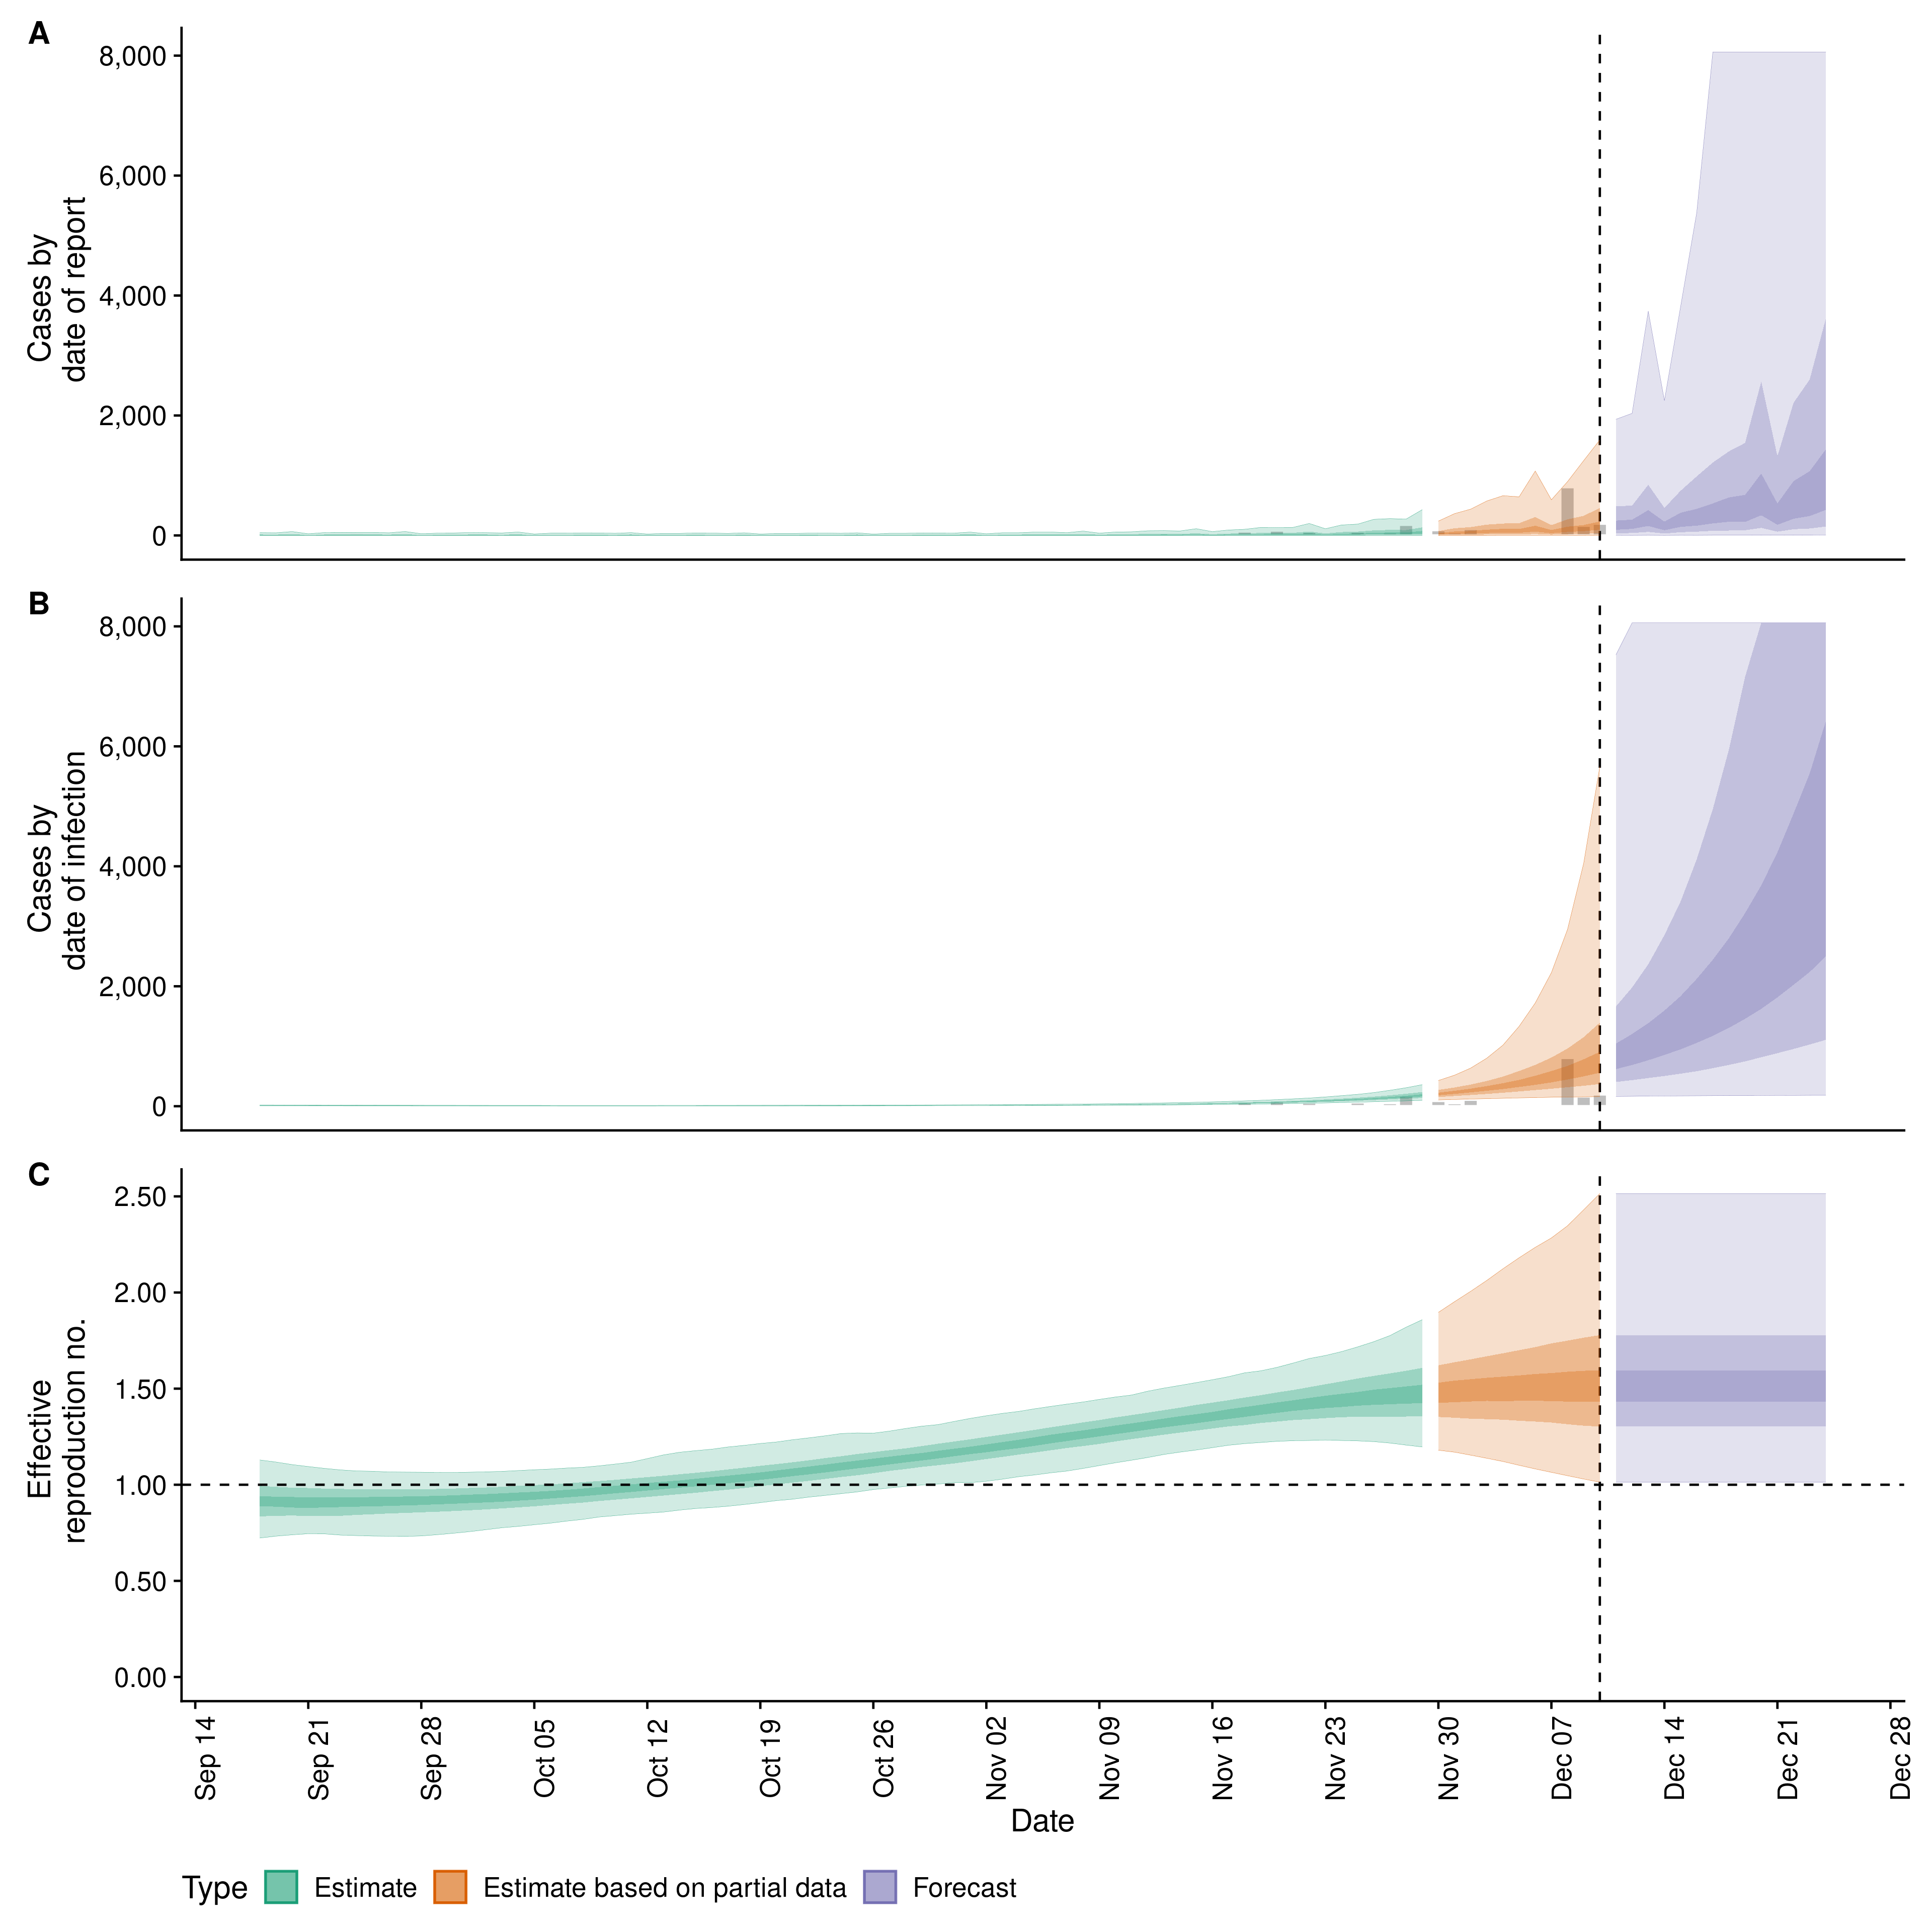 A
8,000
6,000
4,000
2,000
0
Cases by
date of report
B
8,000
6,000
4,000
2,000
0
Cases by
date of infection
C
2.50
2.00
1.50
1.00
0.50
0.00
Effective
reproduction no.
Sep 14
Sep 21
Sep 28
Oct 05
Oct 12
Oct 19
Oct 26
Nov 02
Nov 09
Nov 16
Nov 23
Nov 30
Dec 07
Dec 14
Dec 21
Dec 28
Date
Type Estimate Estimate based on partial data Forecast